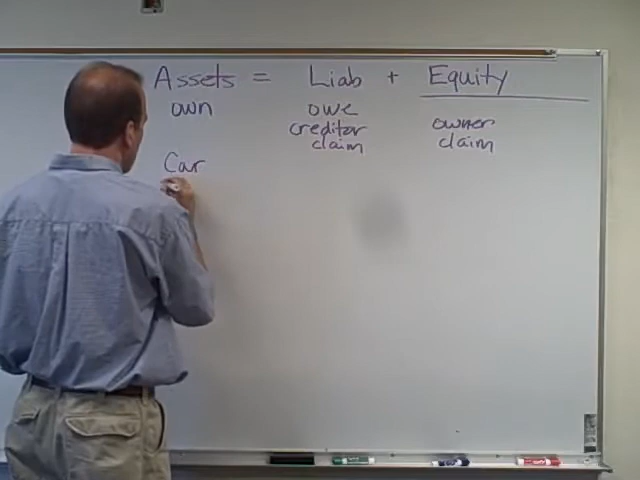 Assets = Liab + Equity
own owe
creditor owner
claim claim
Car